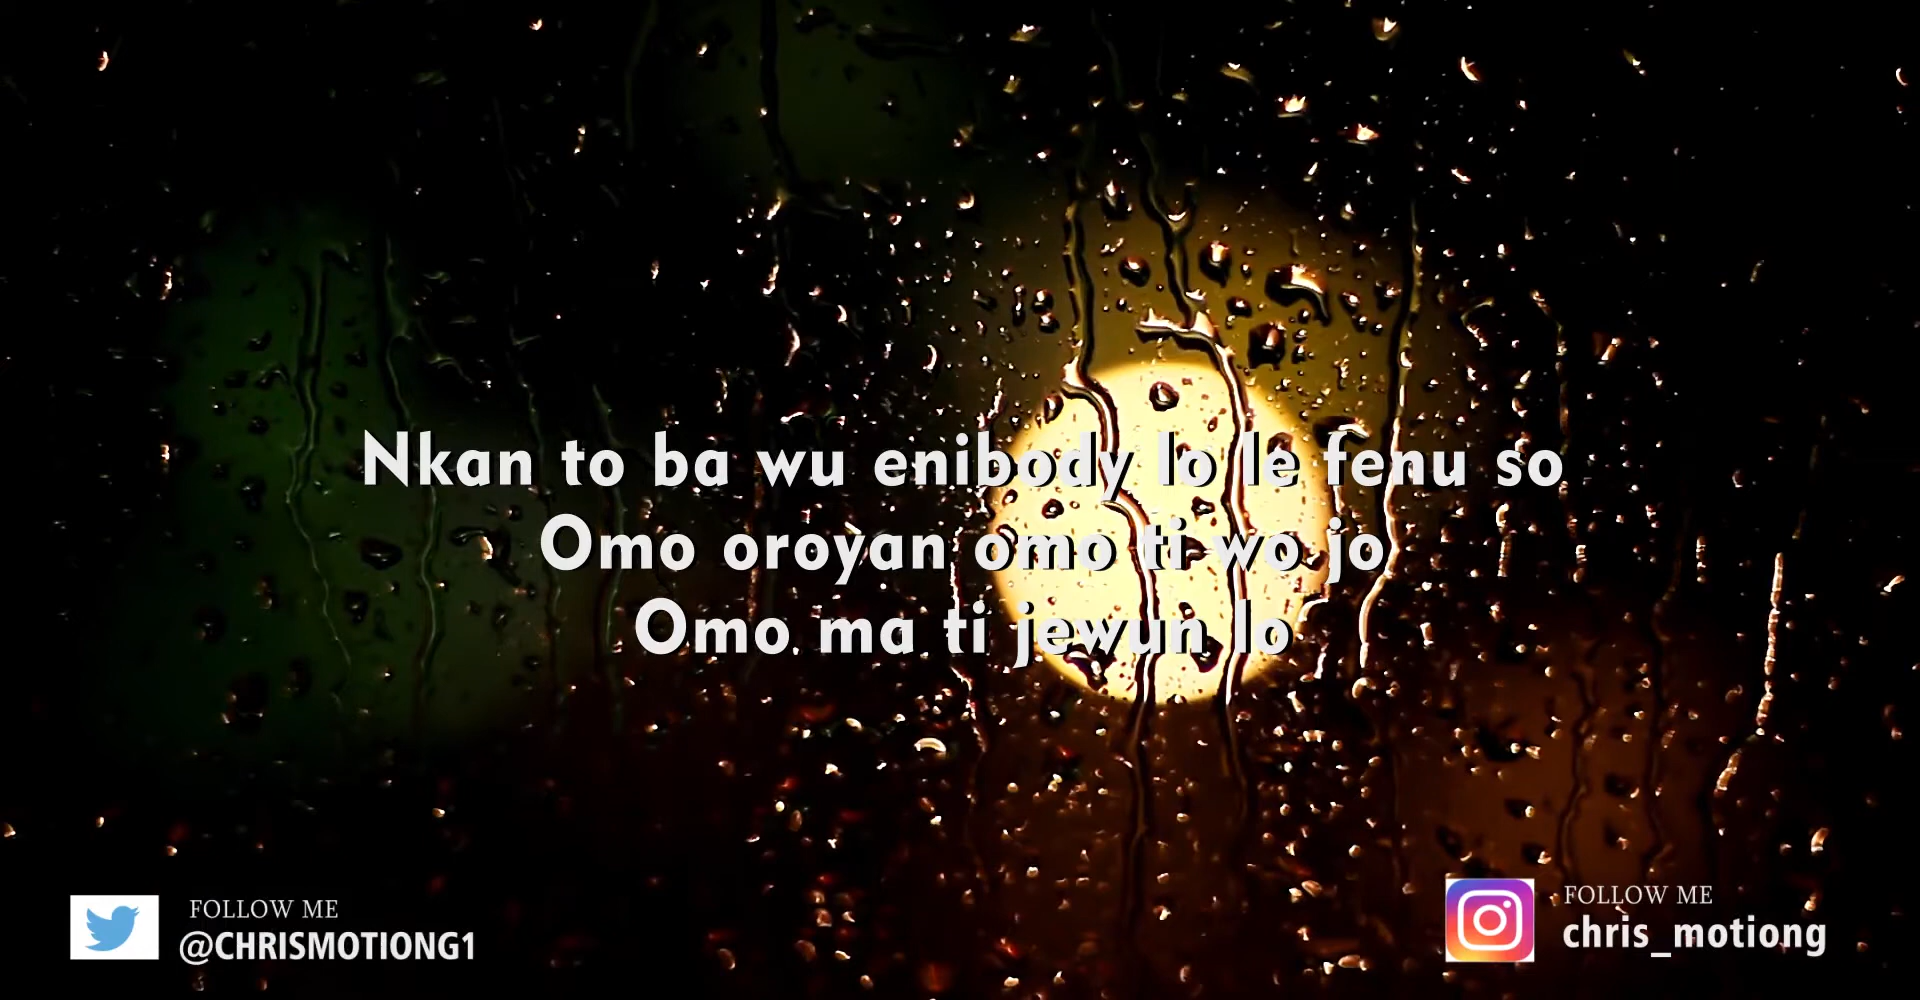 Nkan to ba wu enibody lo le fenu so
Omo oroyan omo ti wo jo
Omo ma ti jewun lo
FOLLOW ME
@CHRISMOTIONG1
FOLLOW ME
chris_motiong